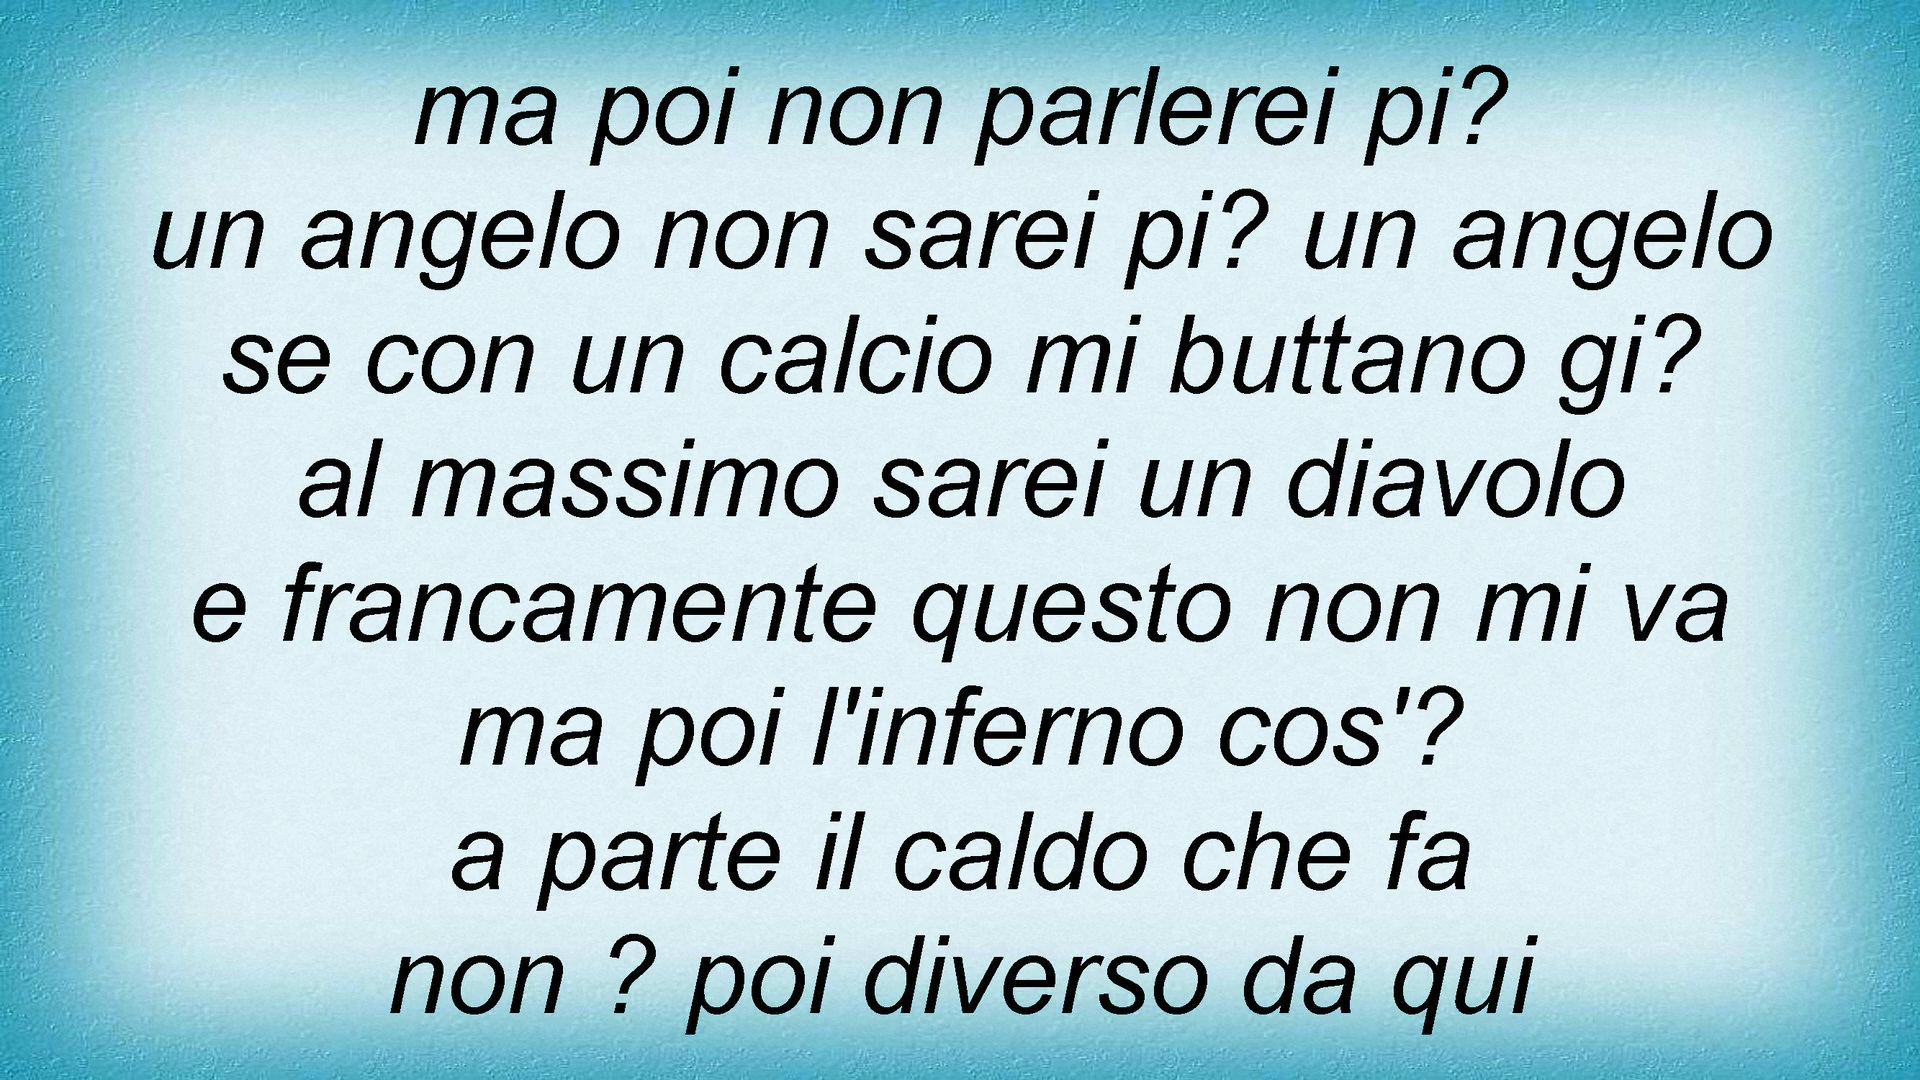 ma poi non parlerei pi?
un angelo non sarei pi? un angelo
se con un calcio mi buttano gi?
al massimo sarei un diavolo
e francamente questo non mi va
ma poi l'inferno cos'?
a parte il caldo che fa
non ? poi diverso da qui